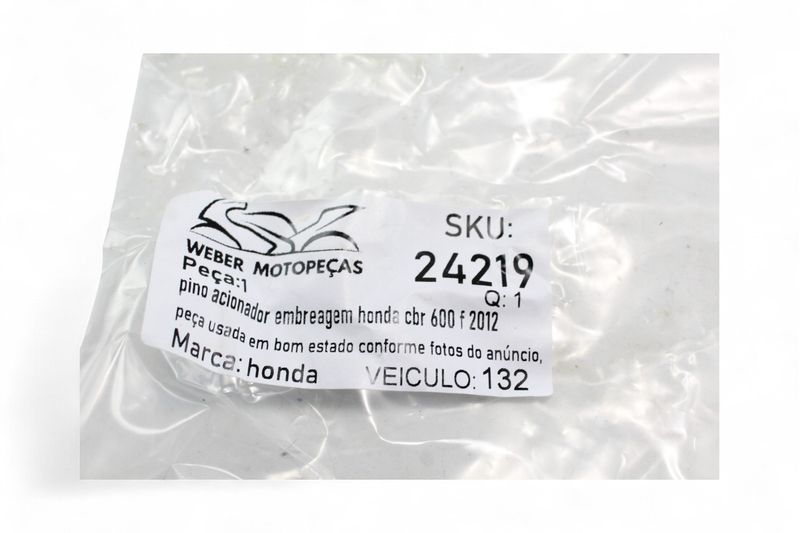 WEBER MOTOPEÇAS
SKU:
24219
Peça:1
Q: 1
pino acionador embreagem honda cbr 600 f 2012
peça usada em bom estado conforme fotos do anúncio,
Marca: honda
VEICULO: 132